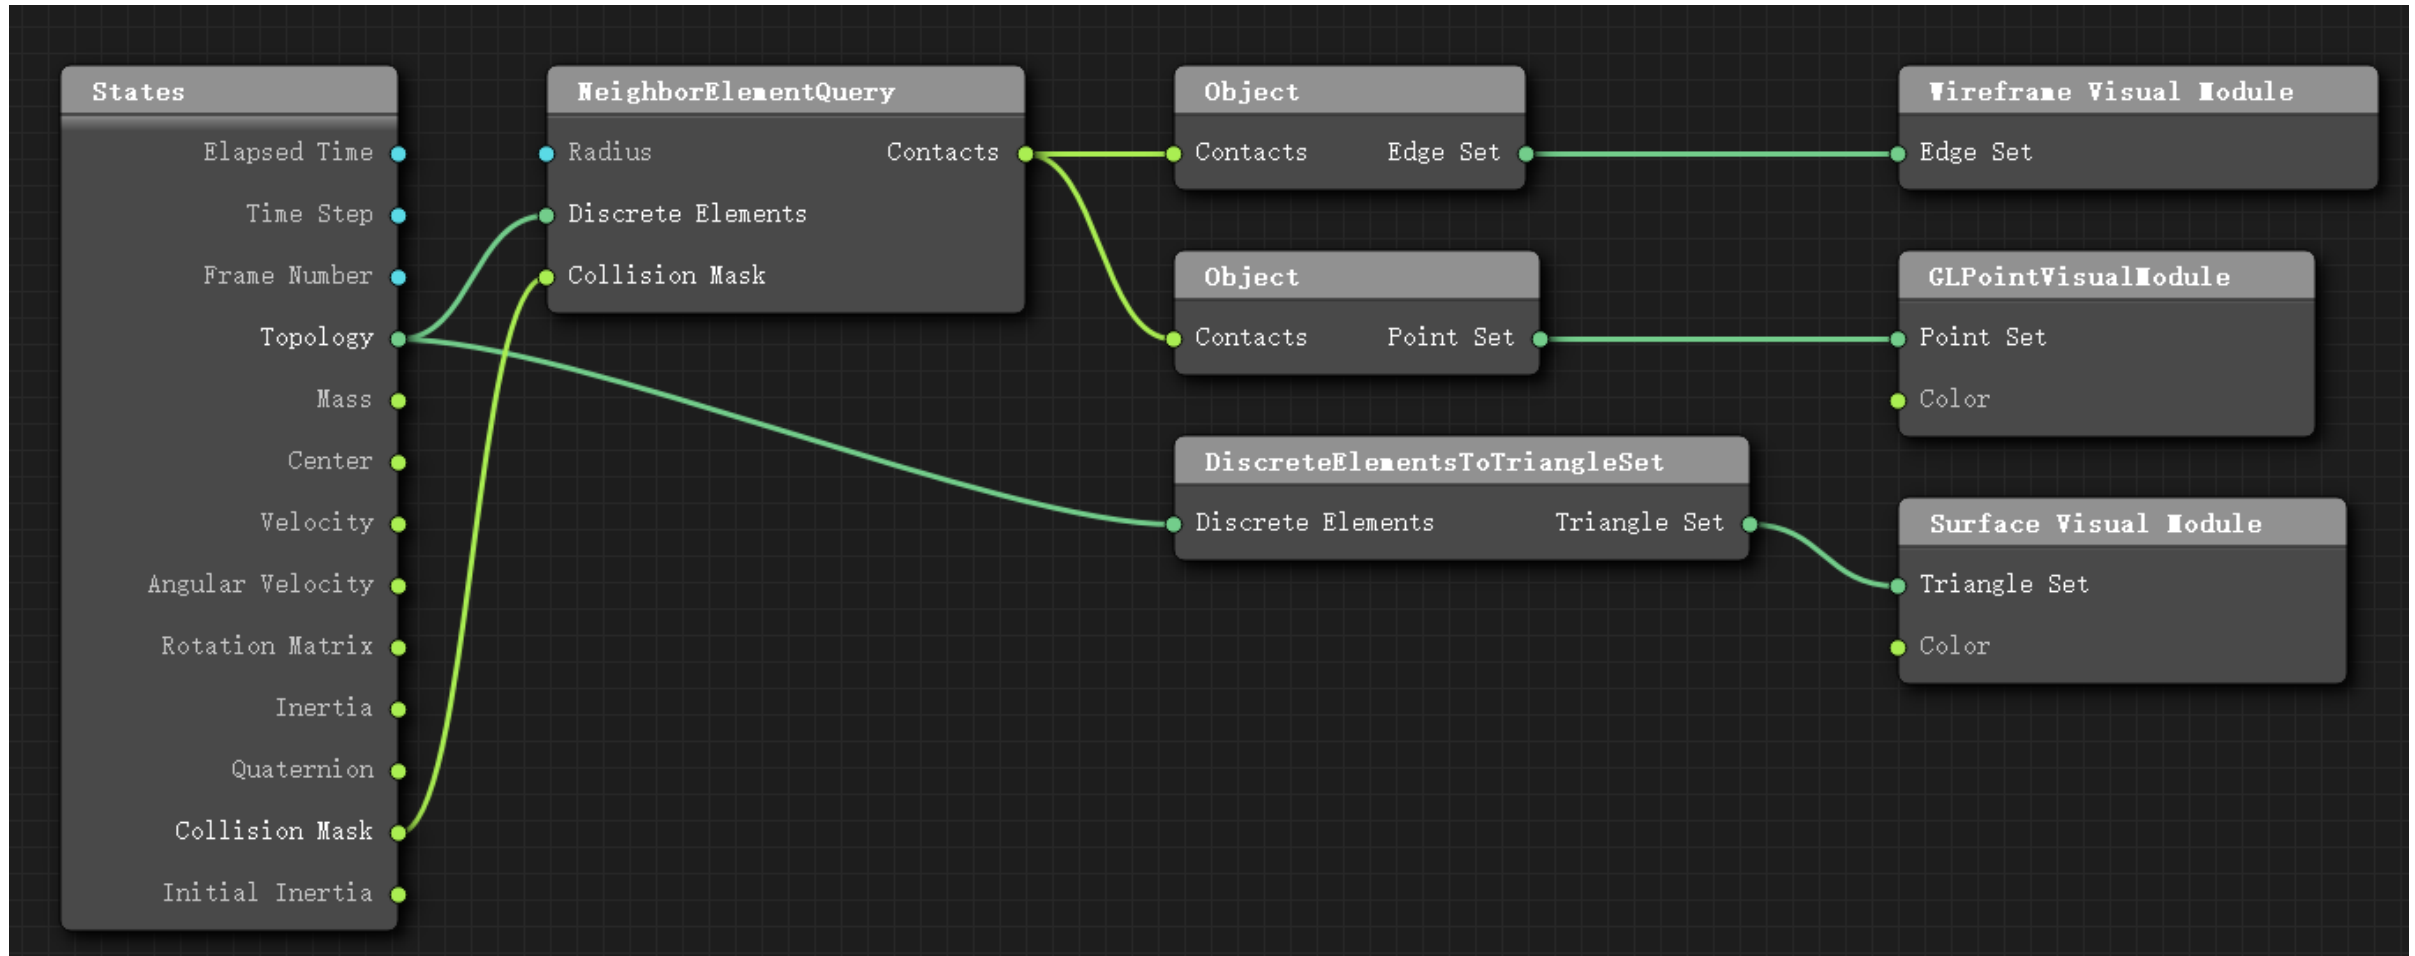 States
Elapsed Time
Time Step
Frame Number
Topology
Mass
Center
Velocity
Angular Velocity
Rotation Matrix
Inertia
Quaternion
Collision Mask
Initial Inertia
NeighborElementQuery
Radius Contacts
Discrete Elements
Collision Mask
Object
Contacts Edge Set
Object
Contacts Point Set
DiscreteElementsToTriangleSet
Discrete Elements Triangle Set
Wireframe Visual Module
Edge Set
GLPointVisualModule
Point Set
Color
Surface Visual Module
Triangle Set
Color